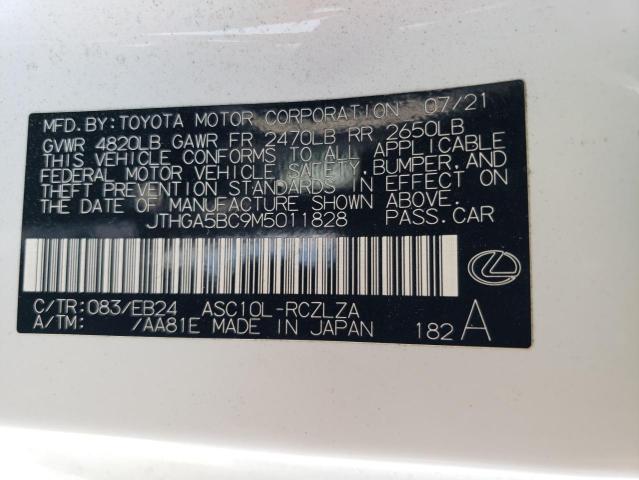 MFD.BY:TOYOTA MOTOR CORPORATION 07/21
GVWR 4820LB GAWR FR 2470LB RR 2650LB
THIS VEHICLE CONFORMS TO ALL APPLICABLE
FEDERAL MOTOR VEHICLE SAFETY,BUMPER,AND
THEFT PREVENTION STANDARDS IN EFFECT ON
THE DATE OF MANUFACTURE SHOWN ABOVE.
JTHGA5BC9M5011828 PASS.CAR
C/TR:083/EB24 ASC10L-RCZLZA
A/TM: /AA81E MADE IN JAPAN 182 A